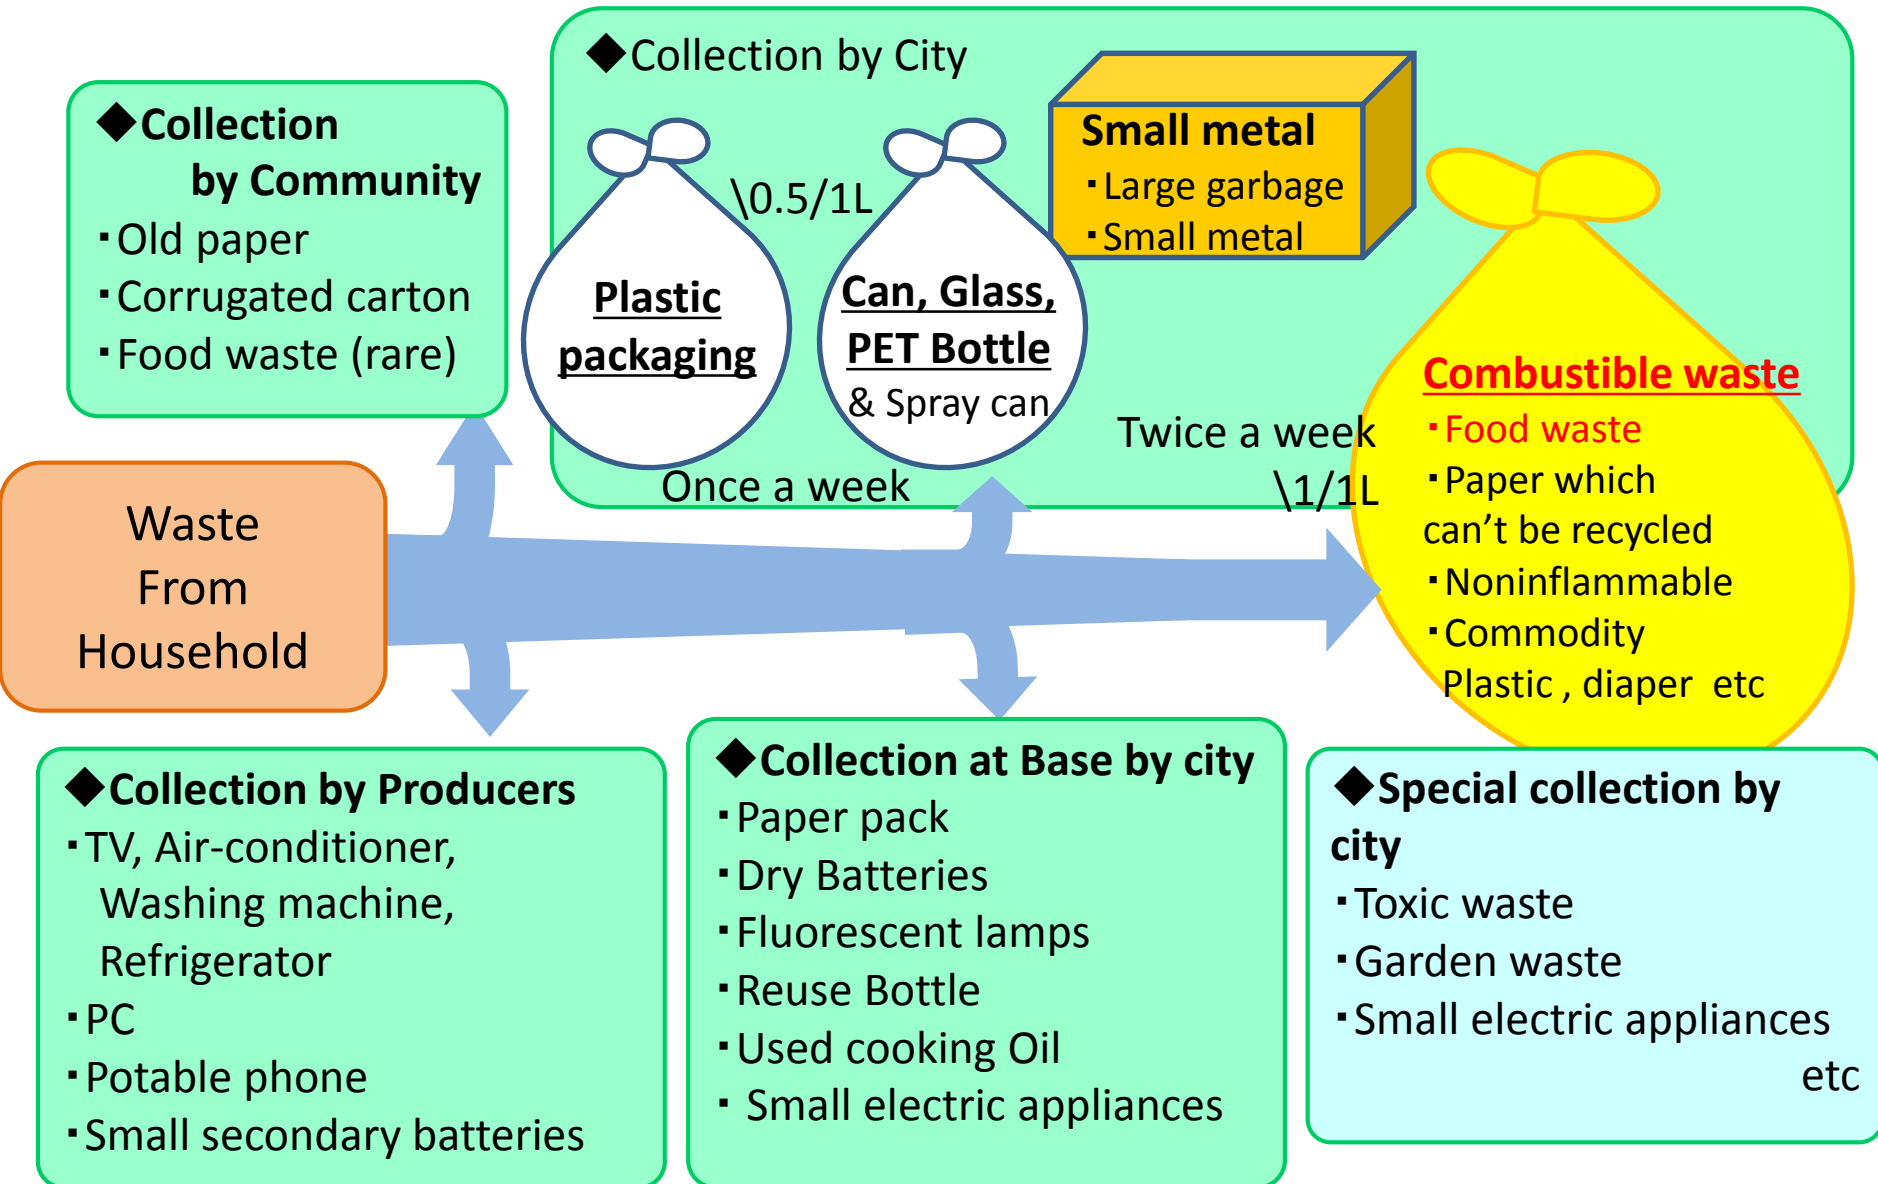 ◆Collection by City
◆Collection
by Community
・Old paper
・Corrugated carton
・Food waste (rare)
Plastic
packaging
\0.5/1L
Can, Glass,
PET Bottle
& Spray can
Once a week
Small metal
・Large garbage
・Small metal
Twice a week
\1/1L
Combustible waste
・Food waste
・Paper which
can’t be recycled
・Noninflammable
・Commodity
Plastic , diaper etc
Waste
From
Household
◆Collection by Producers
・TV, Air-conditioner,
Washing machine,
Refrigerator
・PC
・Potable phone
・Small secondary batteries
◆Collection at Base by city
・Paper pack
・Dry Batteries
・Fluorescent lamps
・Reuse Bottle
・Used cooking Oil
・ Small electric appliances
◆Special collection by
city
・Toxic waste
・Garden waste
・Small electric appliances
etc